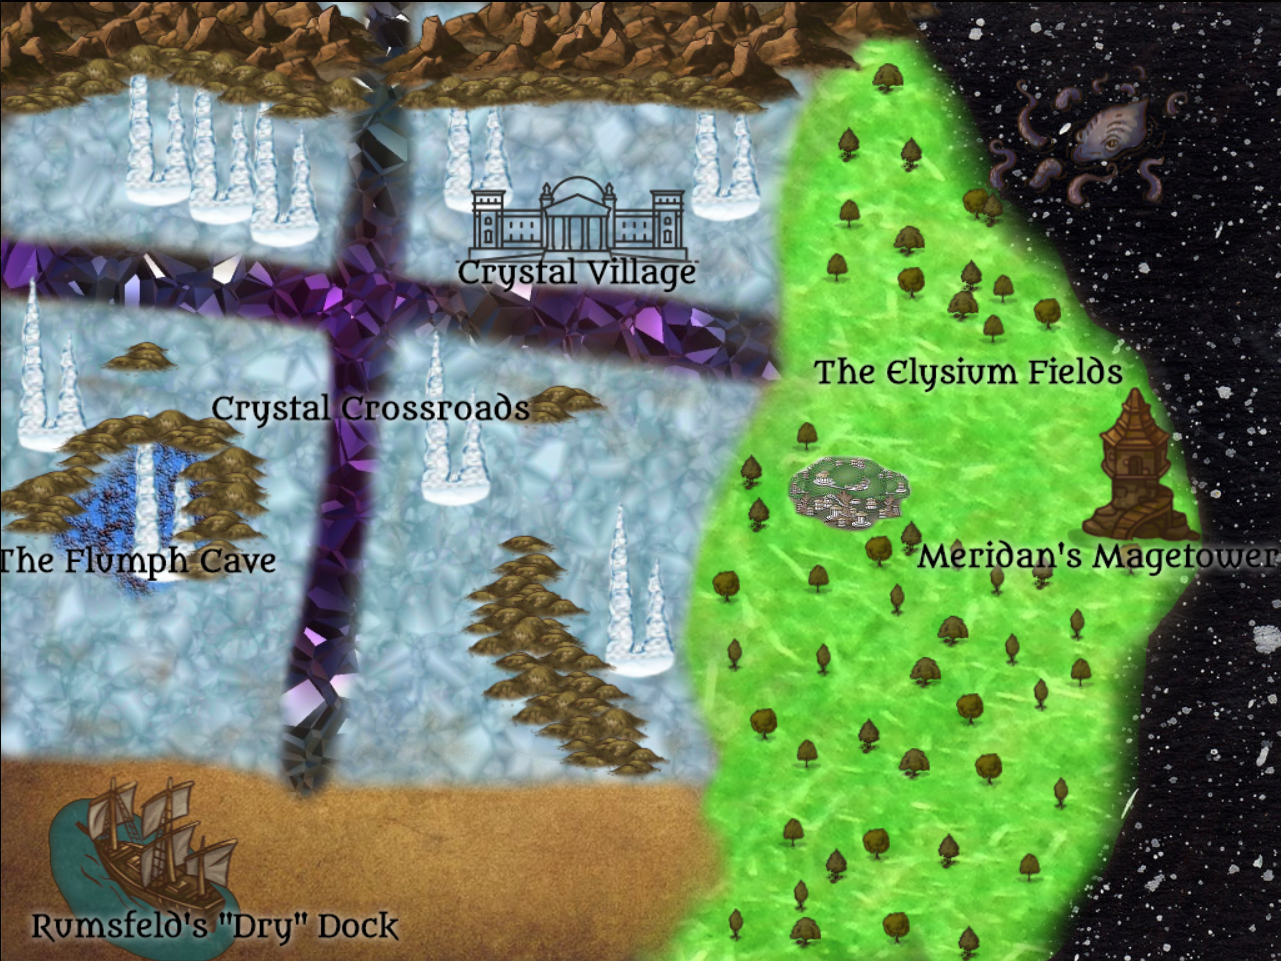 Crystal Village
The Elysium Fields
Crystal Crossroads
The Flumph Cave
Meridan's Magetower
Rumsfeld's "Dry" Dock